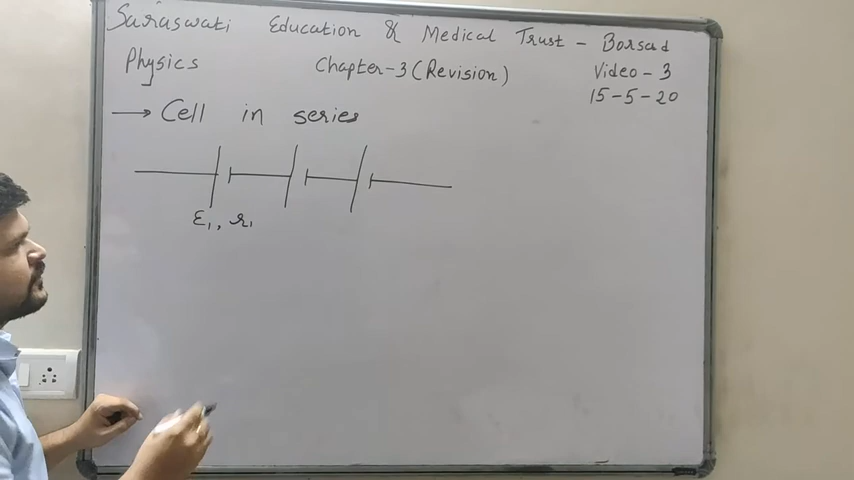 Saraswati Education & Medical Trust - Borsad
Physics Chapter-3 (Revision) Video - 3
15-5-20
→ Cell in series
ε₁, r₁